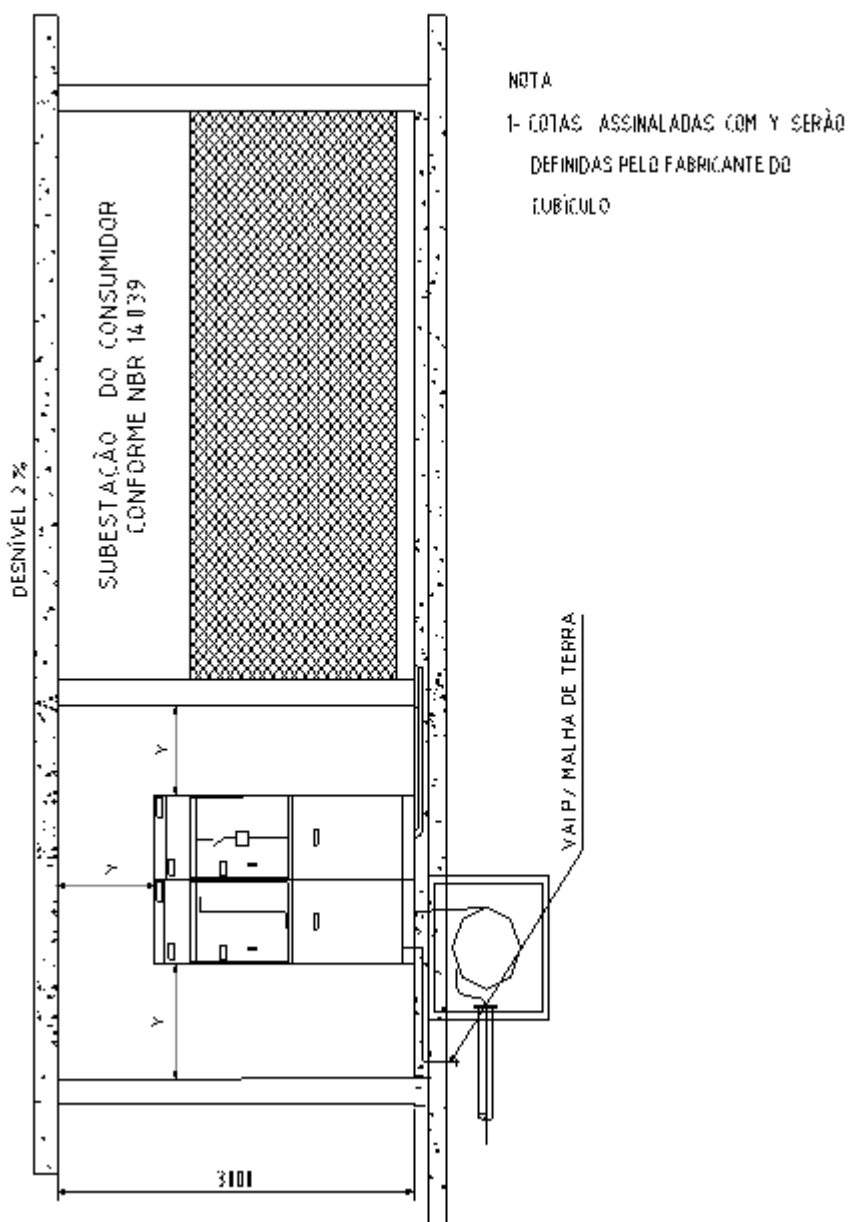 NOTA
1- COTAS ASSINALADAS COM Y SERÃO
DEFINIDAS PELO FABRICANTE DO
CUBÍCULO
SUBESTAÇÃO DO CONSUMIDOR
CONFORME NBR 14039
DESNÍVEL 2 %
VAI P/ MALHA DE TERRA
Y
Y
Y